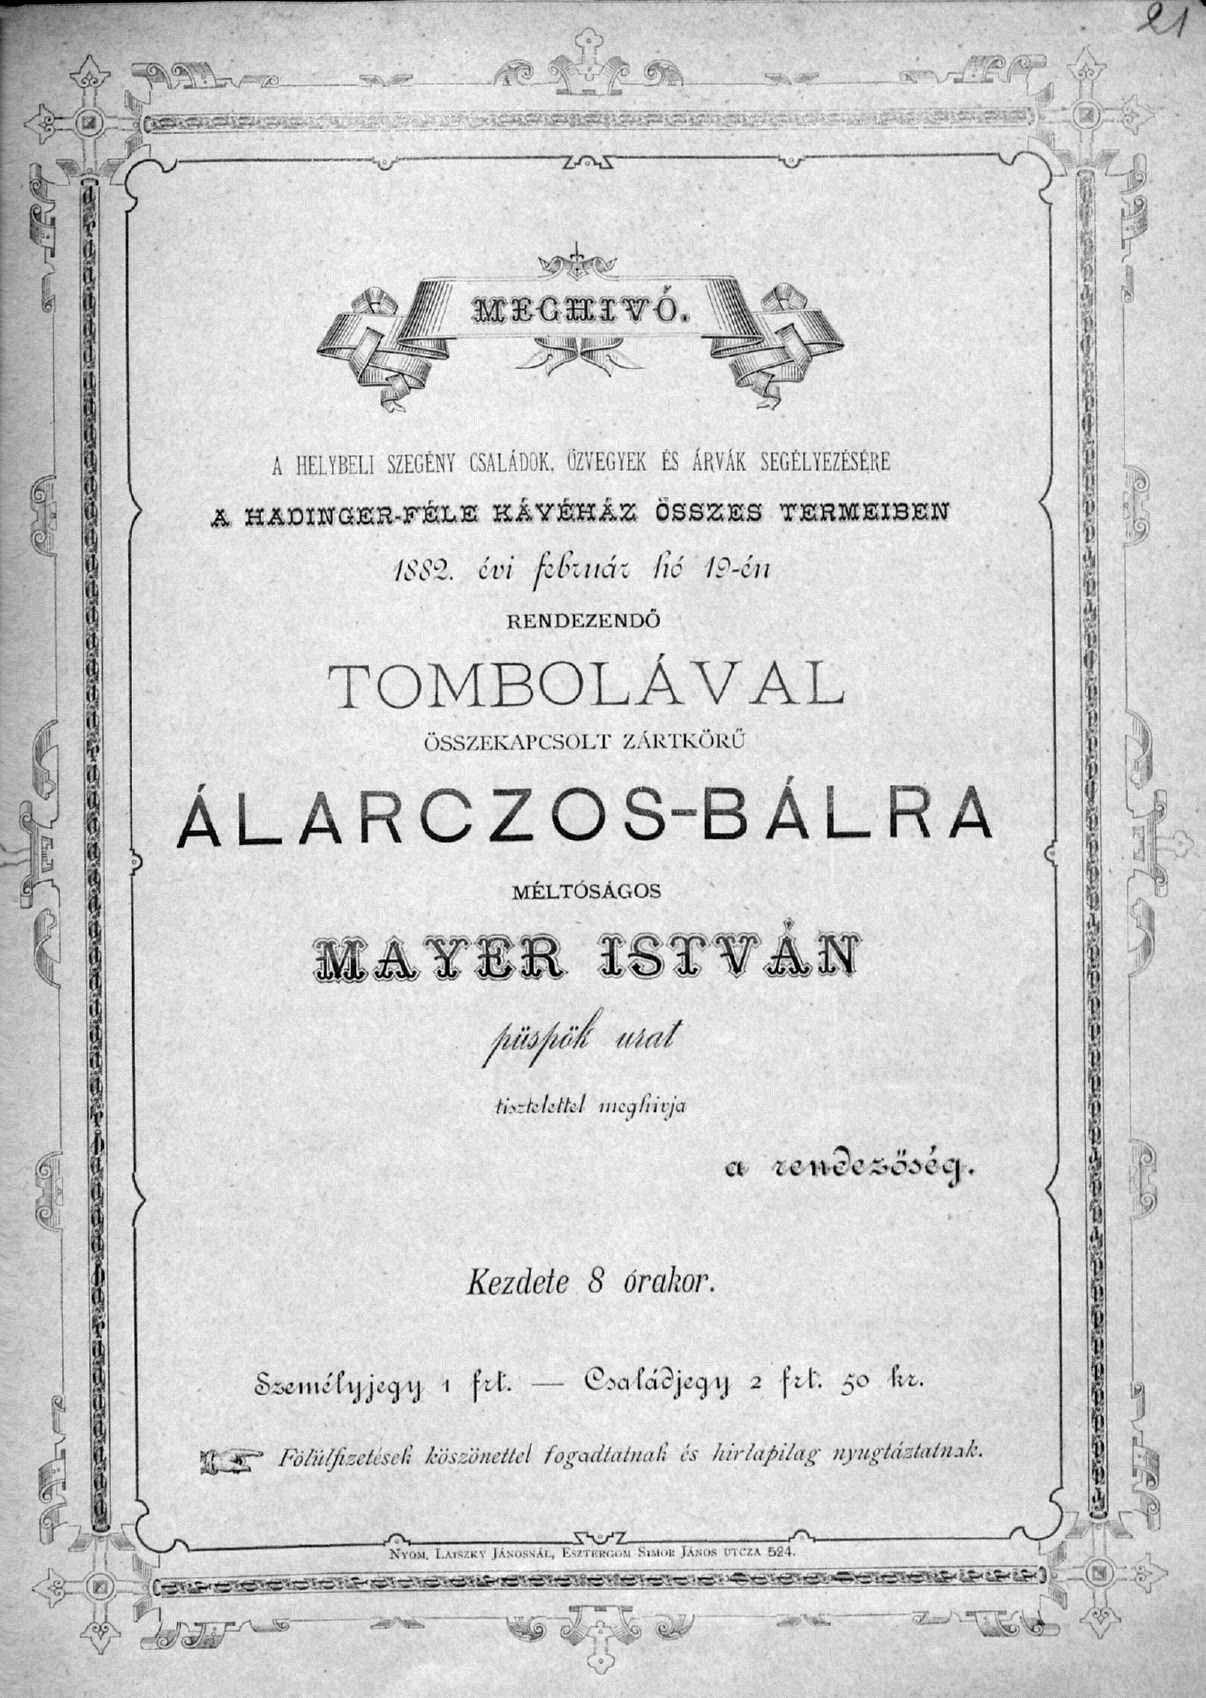 21
MEGHIVÓ.
A HELYBELI SZEGÉNY CSALÁDOK, ÖZVEGYEK ÉS ÁRVÁK SEGÉLYEZÉSÉRE
A HADINGER-FÉLE KÁVÉHÁZ ÖSSZES TERMEIBEN
1882. évi február hó 19-én
RENDEZENDŐ
TOMBOLÁVAL
ÖSSZEKAPCSOLT ZÁRTKÖRŰ
ÁLARCZOS-BÁLRA
MÉLTÓSÁGOS
MAYER ISTVÁN
püspök urat
tisztelettel meghivja
a rendezőség.
Kezdete 8 órakor.
Személyjegy 1 frt. — Családjegy 2 frt. 50 kr.
Fölülfizetések köszönettel fogadtatnak és hirlapilag nyugtáztatnak.
NYOM. LAISZKY JÁNOSNÁL, ESZTERGOM SIMOR JÁNOS UTCZA 524.